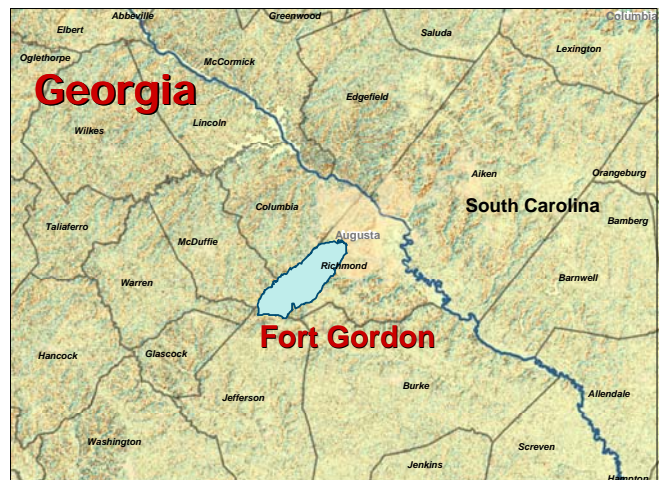 Abbeville
Greenwood
Columbia
Elbert
Saluda
Lexington
Oglethorpe
McCormick
Georgia
Edgefield
Lincoln
Wilkes
Aiken
Orangeburg
Columbia
South Carolina
Bamberg
Taliaferro
McDuffie
Augusta
Richmond
Warren
Barnwell
Fort Gordon
Hancock
Glascock
Burke
Jefferson
Allendale
Washington
Screven
Jenkins
Hampton